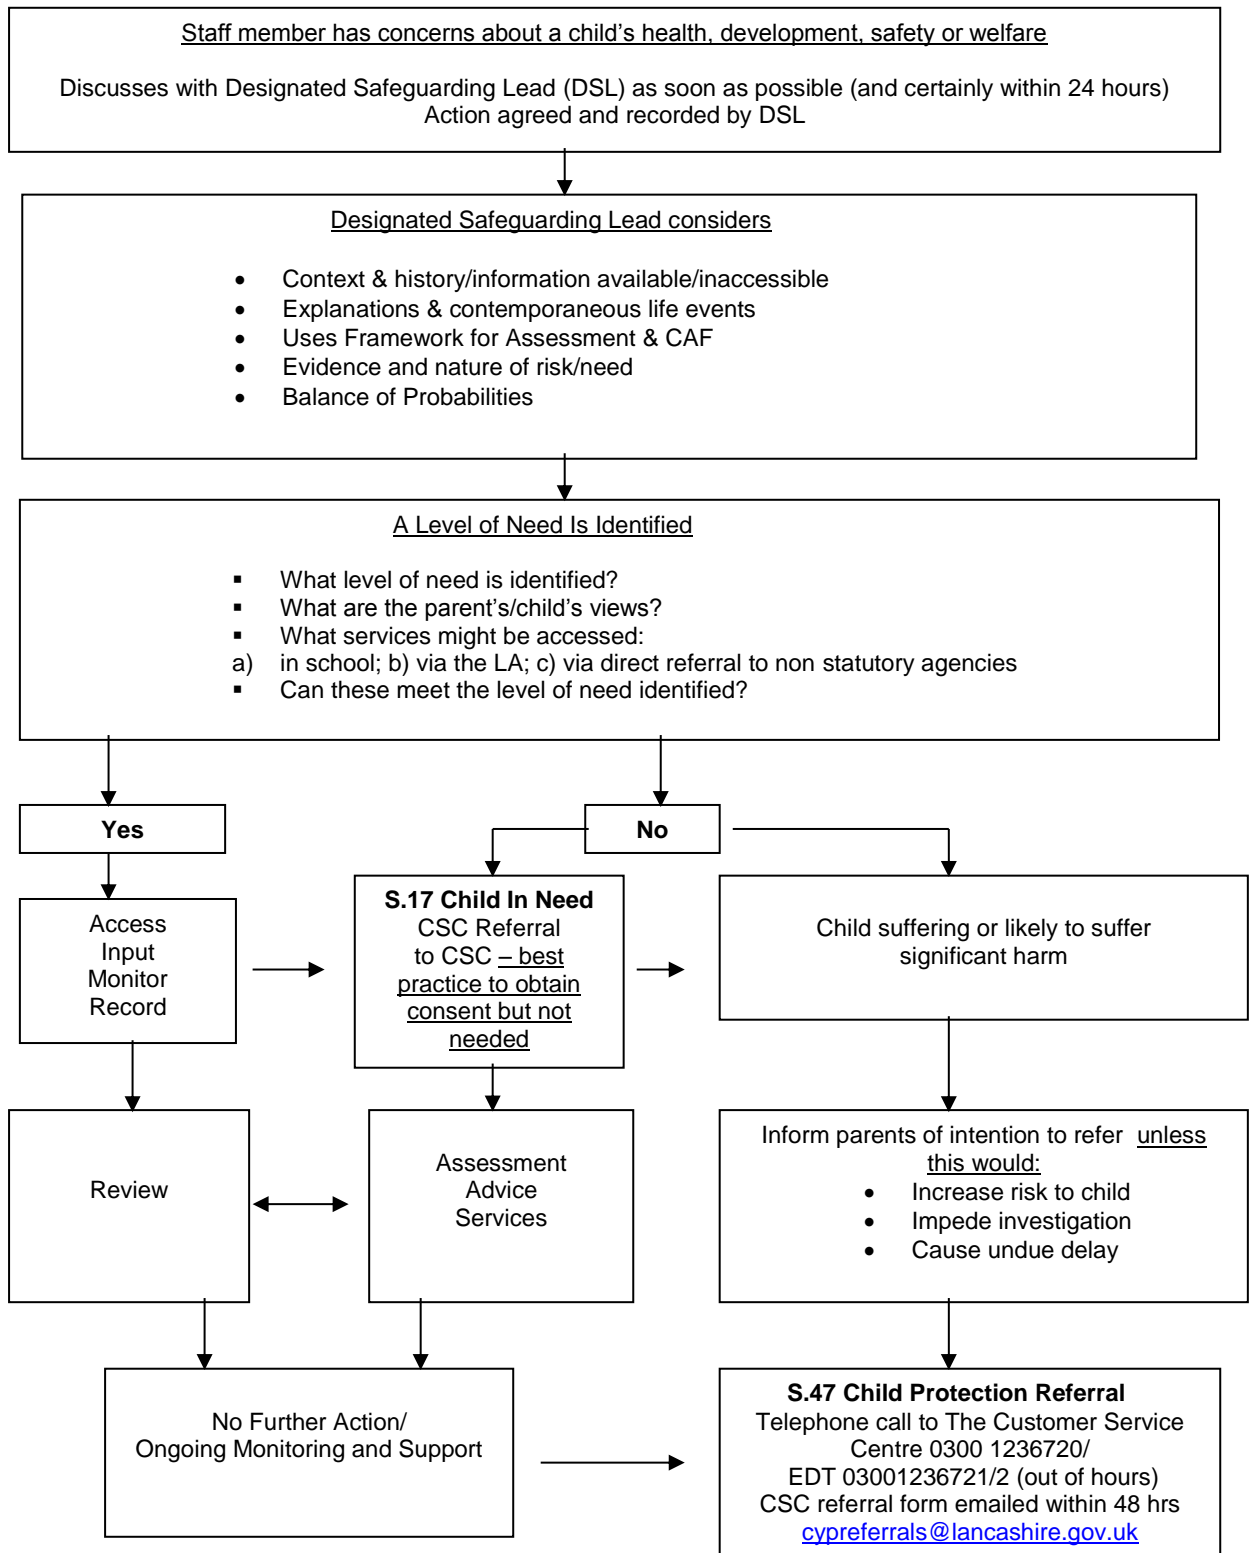 Staff member has concerns about a child's health, development, safety or welfare
Discusses with Designated Safeguarding Lead (DSL) as soon as possible (and certainly within 24 hours)
Action agreed and recorded by DSL
Designated Safeguarding Lead considers
• Context & history/information available/inaccessible
• Explanations & contemporaneous life events
• Uses Framework for Assessment & CAF
• Evidence and nature of risk/need
• Balance of Probabilities
A Level of Need Is Identified
▪ What level of need is identified?
▪ What are the parent's/child's views?
▪ What services might be accessed:
a) in school; b) via the LA; c) via direct referral to non statutory agencies
▪ Can these meet the level of need identified?
Yes
No
Access
Input
Monitor
Record
S.17 Child In Need
CSC Referral
to CSC – best
practice to obtain
consent but not
needed
Child suffering or likely to suffer
significant harm
Review
Assessment
Advice
Services
Inform parents of intention to refer unless
this would:
• Increase risk to child
• Impede investigation
• Cause undue delay
No Further Action/
Ongoing Monitoring and Support
S.47 Child Protection Referral
Telephone call to The Customer Service
Centre 0300 1236720/
EDT 03001236721/2 (out of hours)
CSC referral form emailed within 48 hrs
cypreferrals@lancashire.gov.uk